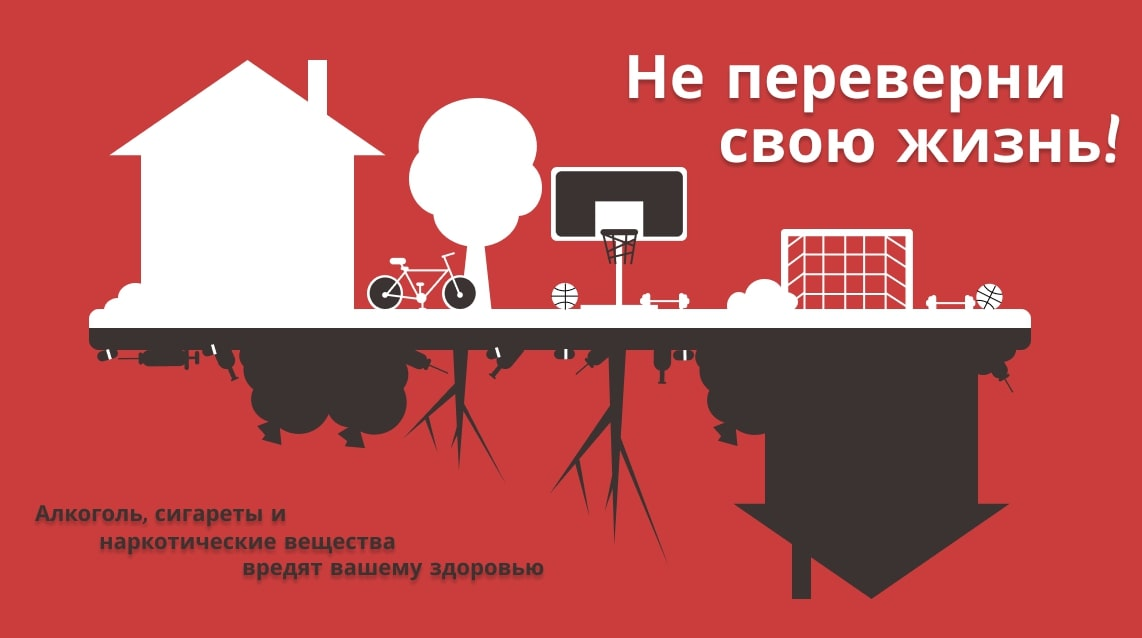 Не переверни
свою жизнь!
Алкоголь, сигареты и
наркотические вещества
вредят вашему здоровью